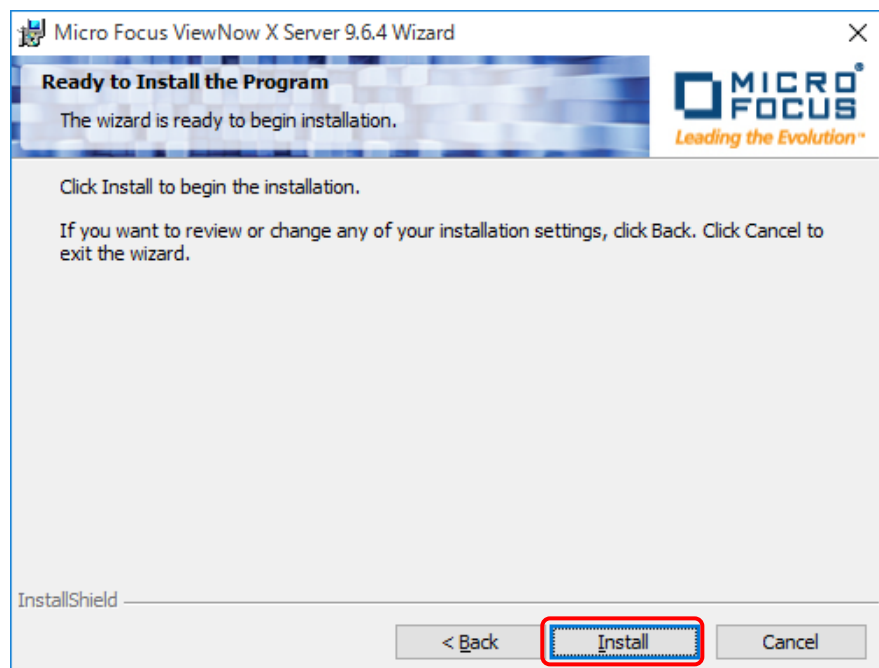 Micro Focus ViewNow X Server 9.6.4 Wizard
Ready to Install the Program
The wizard is ready to begin installation.
MICRO
FOCUS
Leading the Evolution™
Click Install to begin the installation.
If you want to review or change any of your installation settings, click Back. Click Cancel to
exit the wizard.
InstallShield
< Back
Install
Cancel